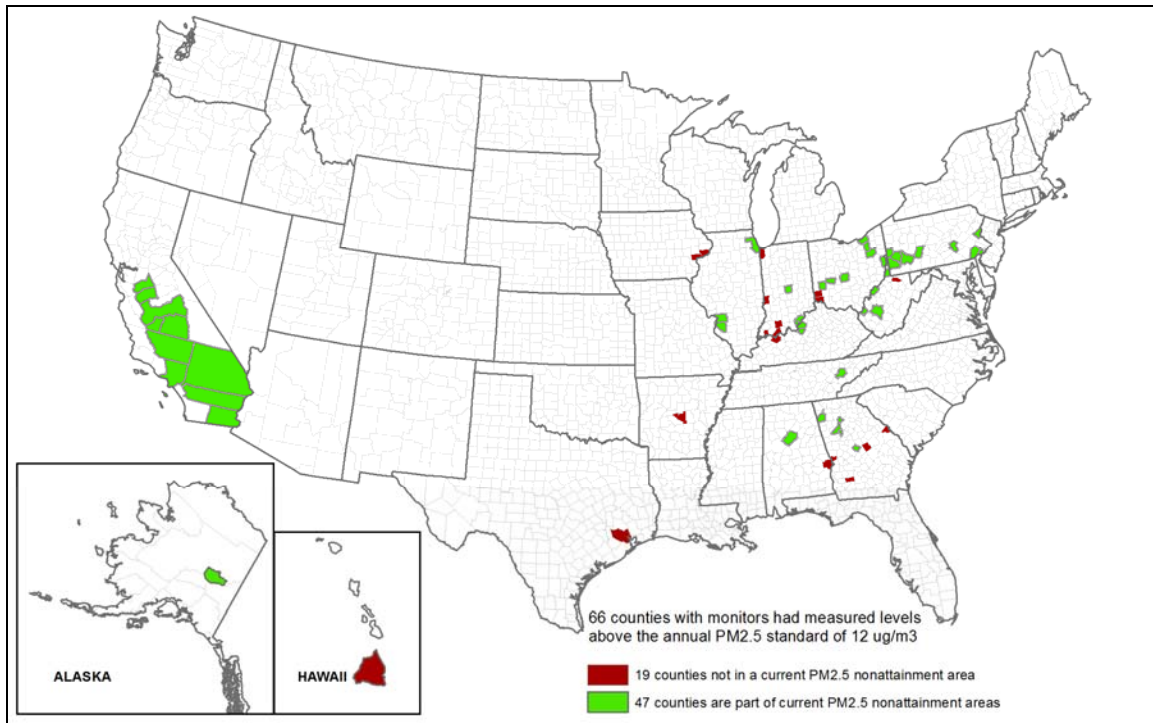 ALASKA
HAWAII
66 counties with monitors had measured levels
above the annual PM2.5 standard of 12 ug/m3
19 counties not in a current PM2.5 nonattainment area
47 counties are part of current PM2.5 nonattainment areas